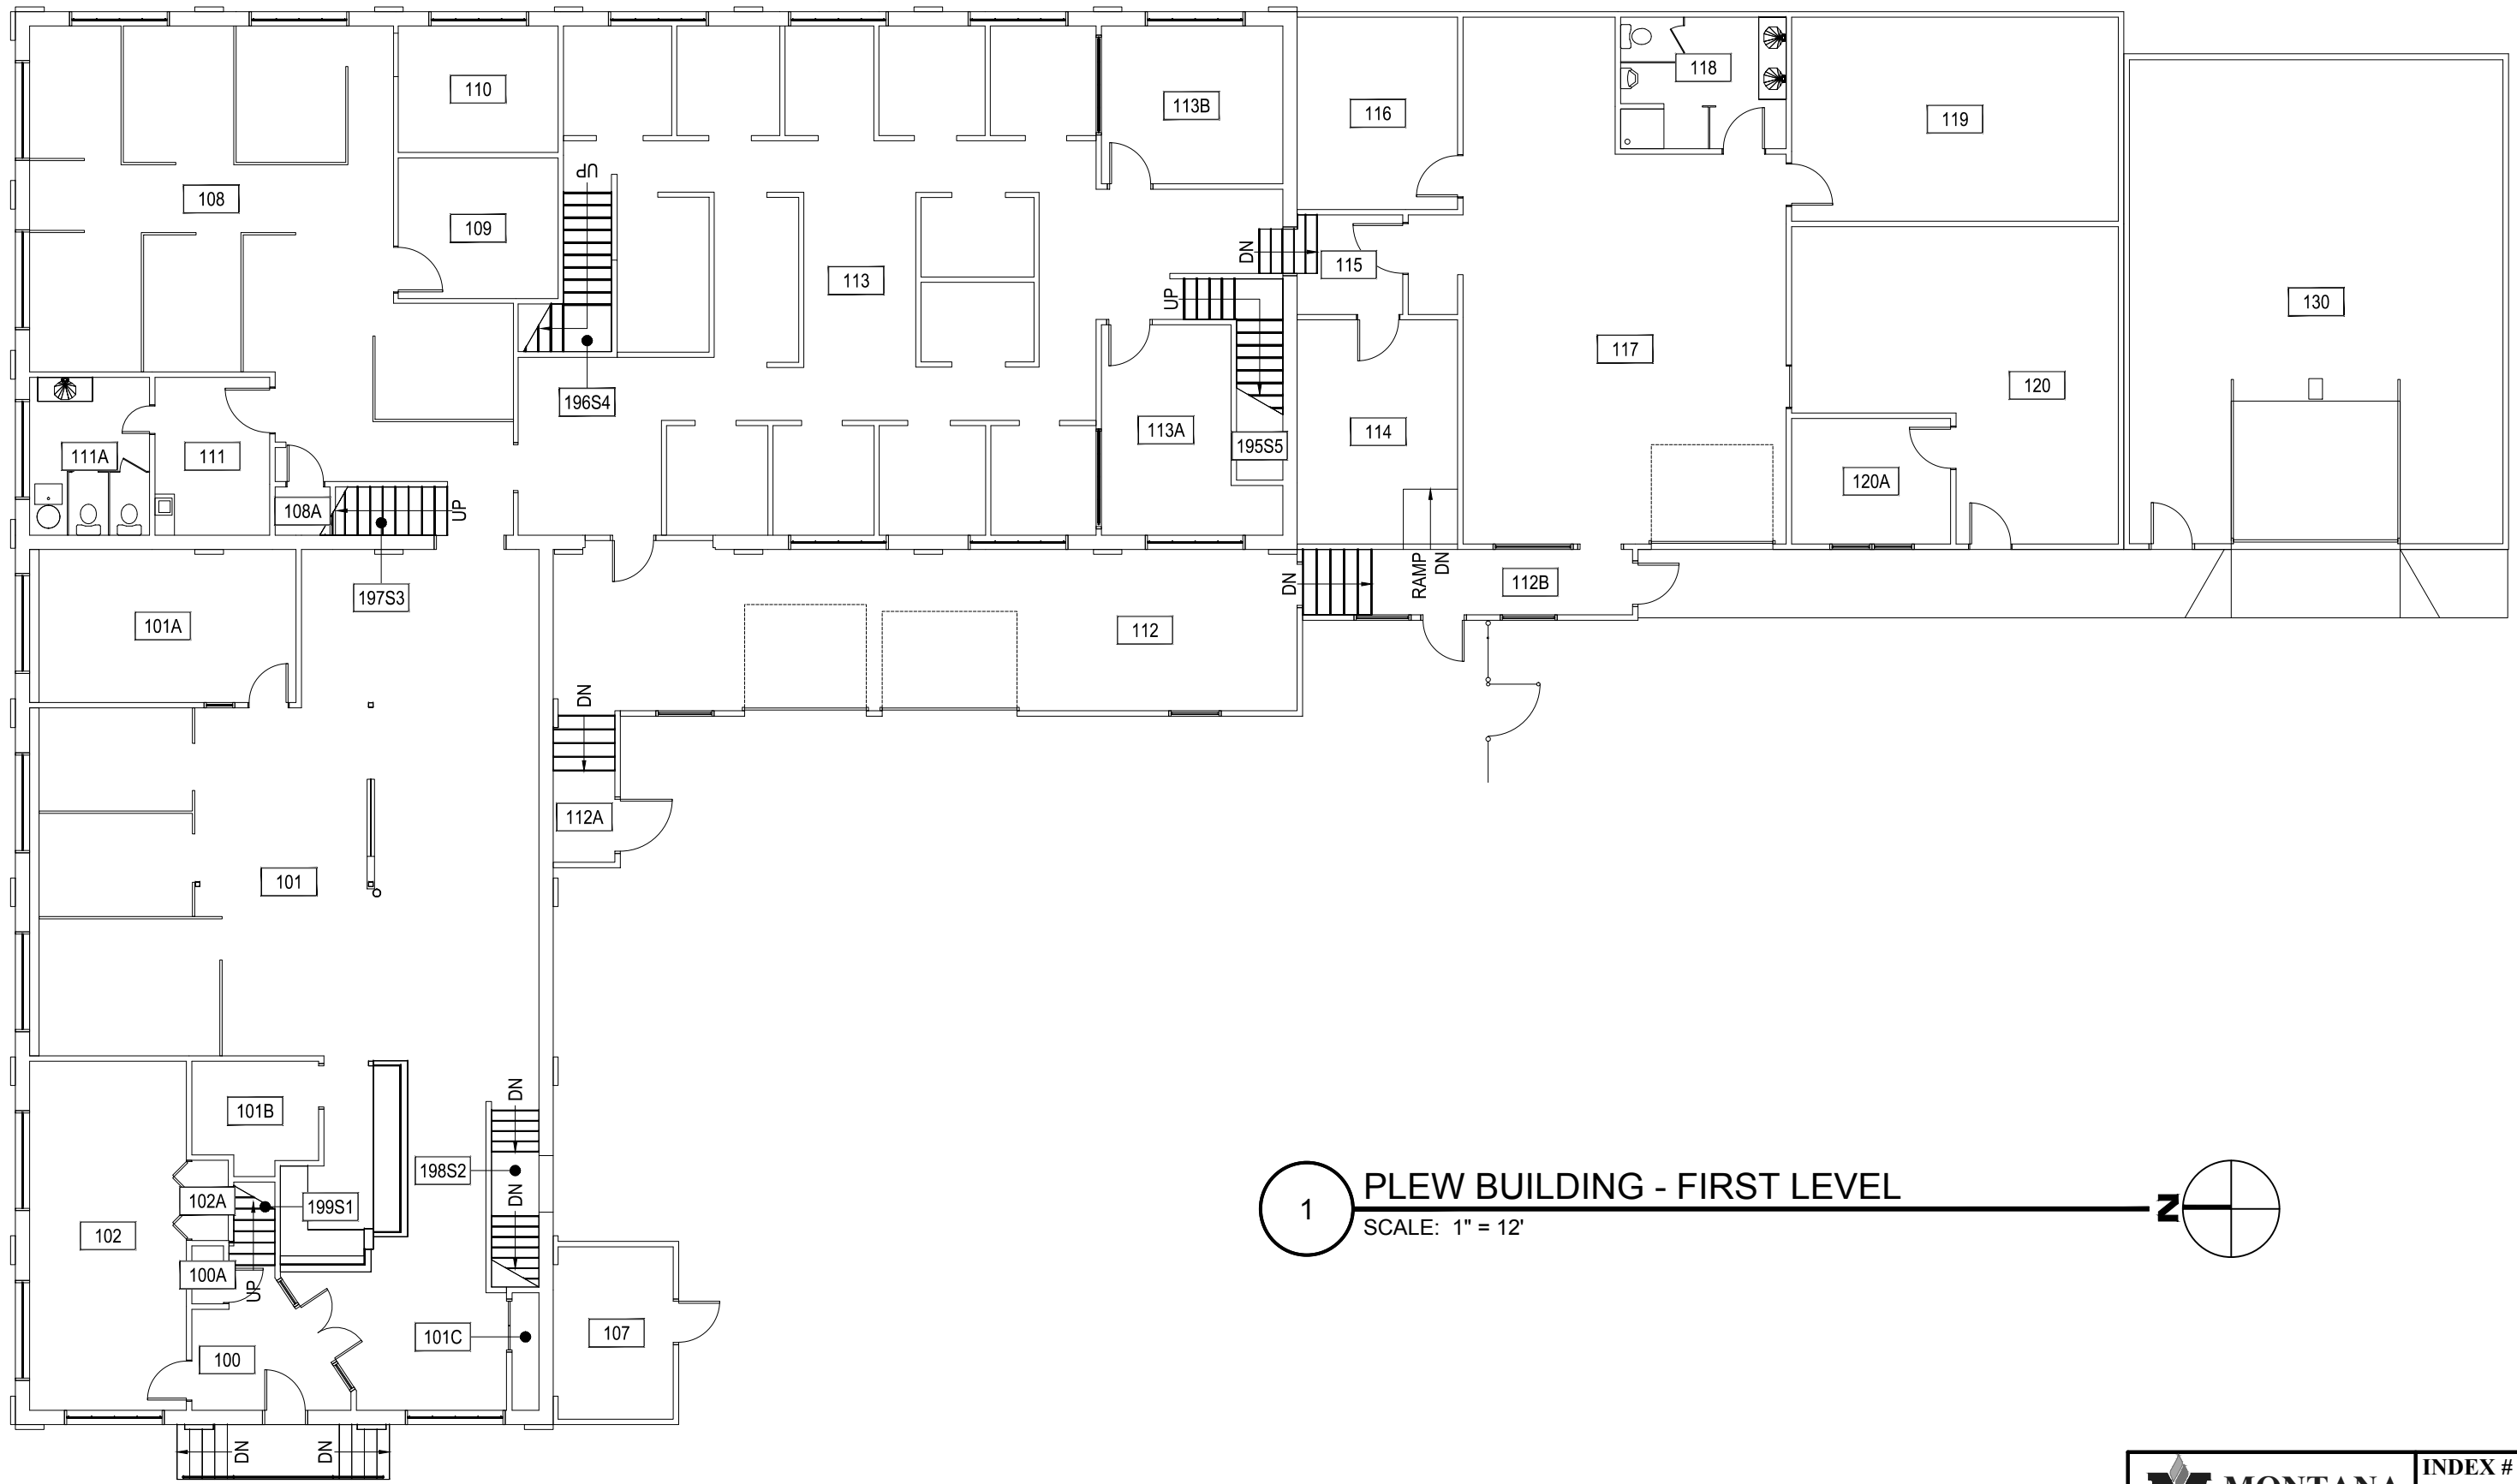 110
113B
116
118
119
UP
108
109
DN
113
115
UP
130
117
120
196S4
111A
111
113A
195S5
114
120A
108A
UP
197S3
RAMP
DN
DN
112B
101A
112
DN
112A
101
101B
DN
198S2
102A
199S1
DN
102
100A
UP
100
101C
107
DN
DN
1
PLEW BUILDING - FIRST LEVEL
SCALE: 1" = 12'
N
MONTANA
INDEX #